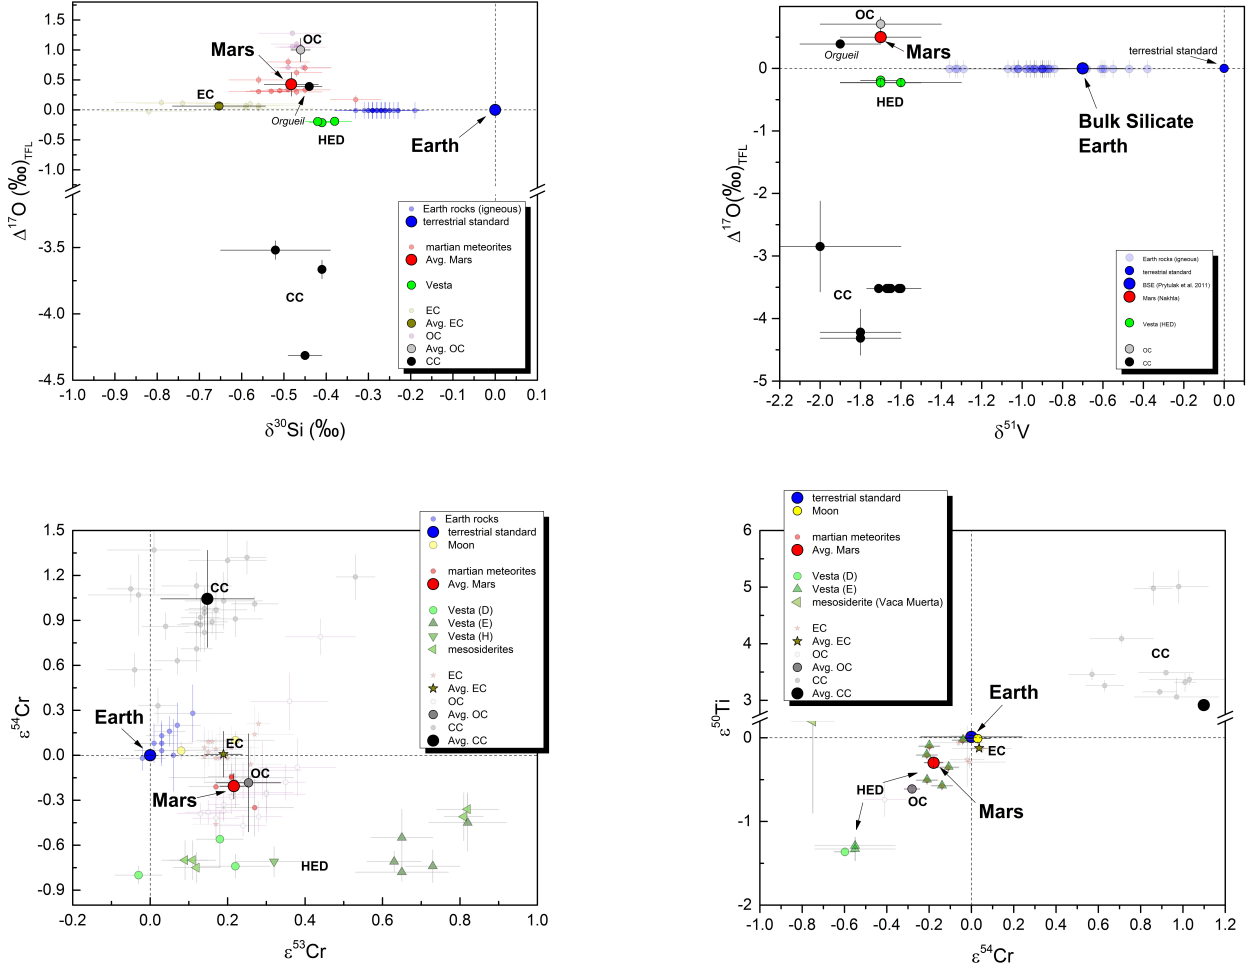 1.5
1.0
0.5
0.0
-0.5
-1.0
-3.5
-4.0
-4.5
Δ¹⁷O (‰)TFL
-1.0 -0.9 -0.8 -0.7 -0.6 -0.5 -0.4 -0.3 -0.2 -0.1 0.0 0.1
δ³⁰Si (‰)
OC
Mars
EC
Orgueil
HED
Earth
CC
Earth rocks (igneous)
terrestrial standard
martian meteorites
Avg. Mars
Vesta
EC
Avg. EC
OC
Avg. OC
CC
0
-1
-2
-3
-4
-5
Δ¹⁷O(‰)TFL
-2.2 -2.0 -1.8 -1.6 -1.4 -1.2 -1.0 -0.8 -0.6 -0.4 -0.2 0.0
δ⁵¹V
OC
Mars
Orgueil
terrestrial standard
HED
Bulk Silicate
Earth
CC
Earth rocks (igneous)
terrestrial standard
BSE (Prytulak et al. 2011)
Mars (Nakhla)
Vesta (HED)
OC
CC
1.5
1.2
0.9
0.6
0.3
0.0
-0.3
-0.6
-0.9
ε⁵⁴Cr
-0.2 0.0 0.2 0.4 0.6 0.8 1.0
ε⁵³Cr
CC
Earth
EC
OC
Mars
HED
Earth rocks
terrestrial standard
Moon
martian meteorites
Avg. Mars
Vesta (D)
Vesta (E)
Vesta (H)
mesosiderites
EC
Avg. EC
OC
Avg. OC
CC
Avg. CC
6
5
4
3
0
-1
-2
ε⁵⁰Ti
-1.0 -0.8 -0.6 -0.4 -0.2 0.0 0.2 0.4 0.6 0.8 1.0 1.2
ε⁵⁴Cr
terrestrial standard
Moon
martian meteorites
Avg. Mars
Vesta (D)
Vesta (E)
mesosiderite (Vaca Muerta)
EC
Avg. EC
OC
Avg. OC
CC
Avg. CC
CC
Earth
EC
HED
OC
Mars